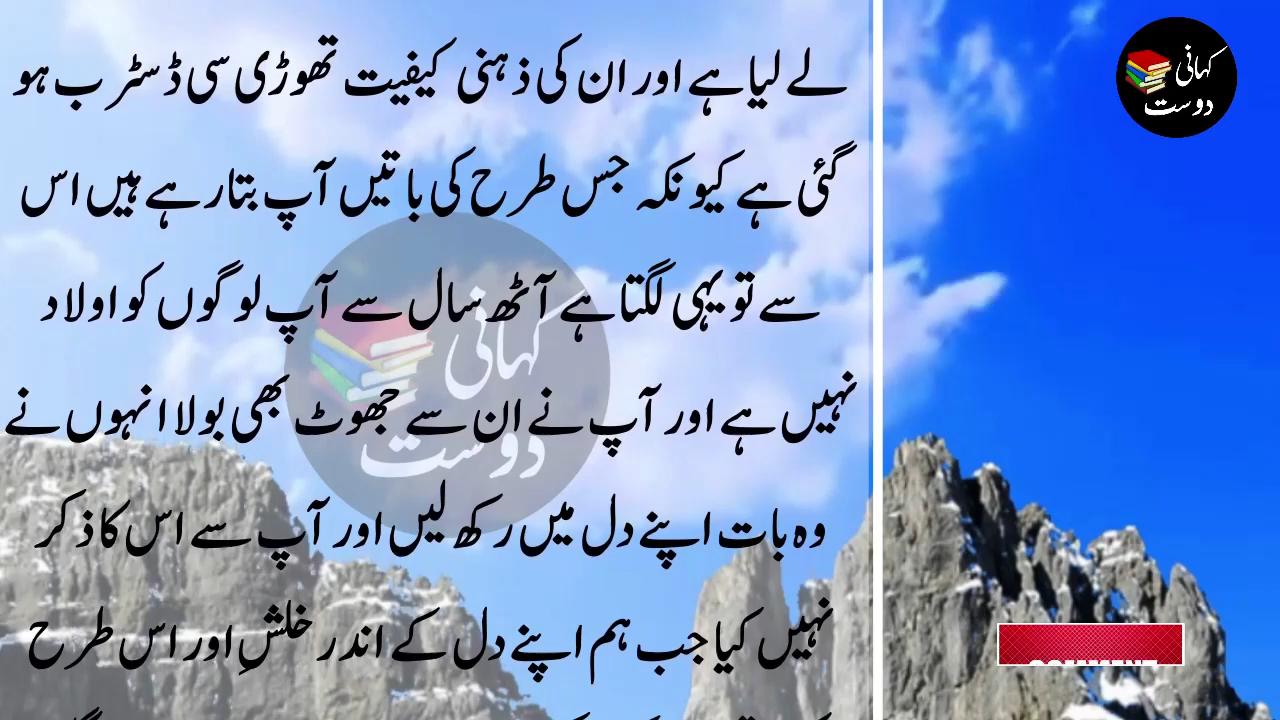 لے لیا ہے اور ان کی ذہنی کیفیت تھوڑی سی ڈسٹرب ہو
گئی ہے کیونکہ جس طرح کی باتیں آپ بتا رہے ہیں اس
سے تو یہی لگتا ہے آٹھ سال سے آپ لوگوں کو اولاد
نہیں ہے اور آپ نے ان سے جھوٹ بھی بولا انہوں نے
وہ بات اپنے دل میں رکھ لیں اور آپ سے اس کا ذکر
نہیں کیا جب ہم اپنے دل کے اندر خلشِ اور اس طرح
کہانی
دوست
کہانی
دوست